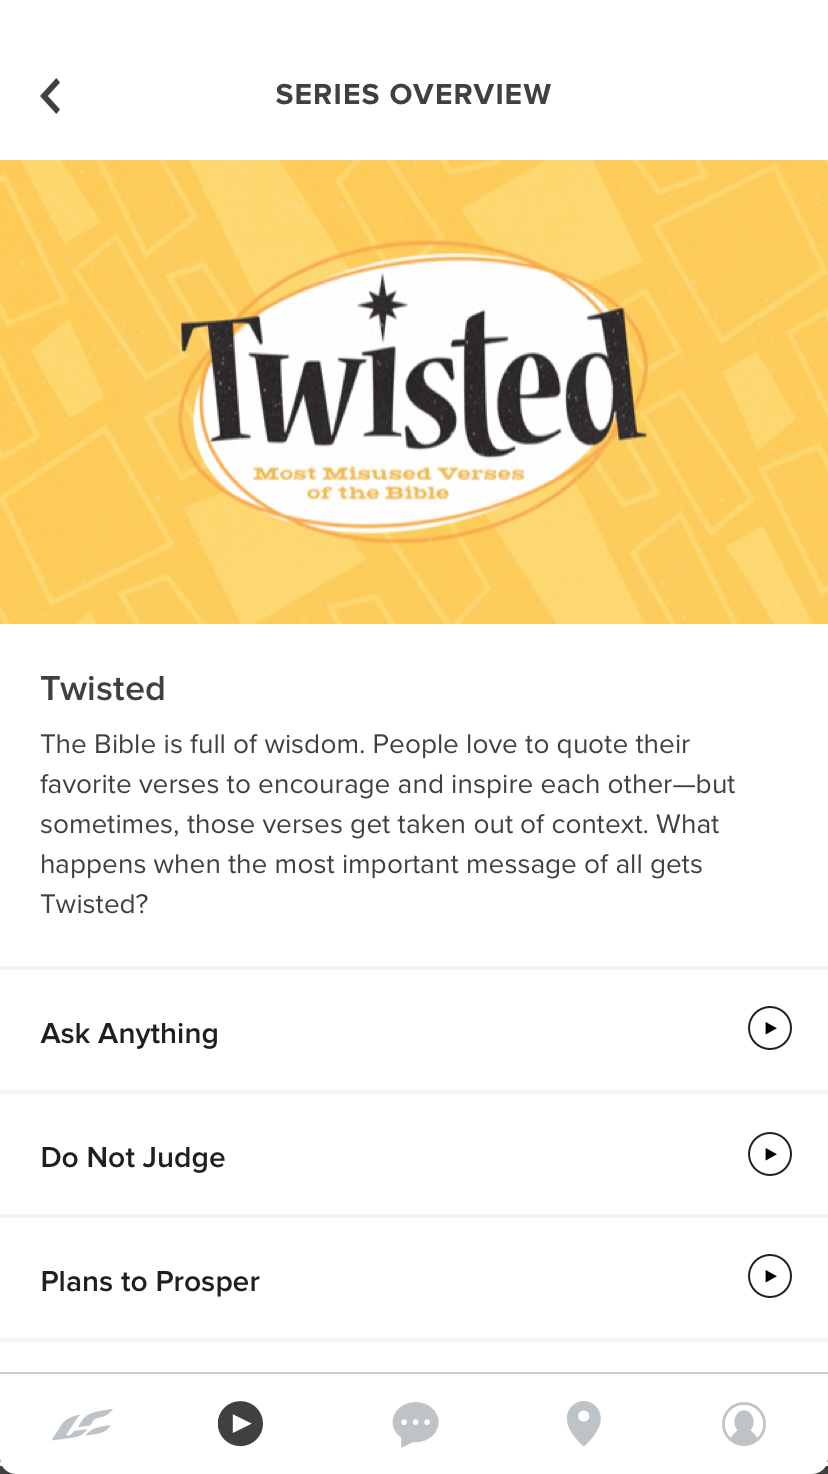 SERIES OVERVIEW
Twisted
Most Misused Verses
of the Bible
Twisted
The Bible is full of wisdom. People love to quote their
favorite verses to encourage and inspire each other—but
sometimes, those verses get taken out of context. What
happens when the most important message of all gets
Twisted?
Ask Anything
Do Not Judge
Plans to Prosper